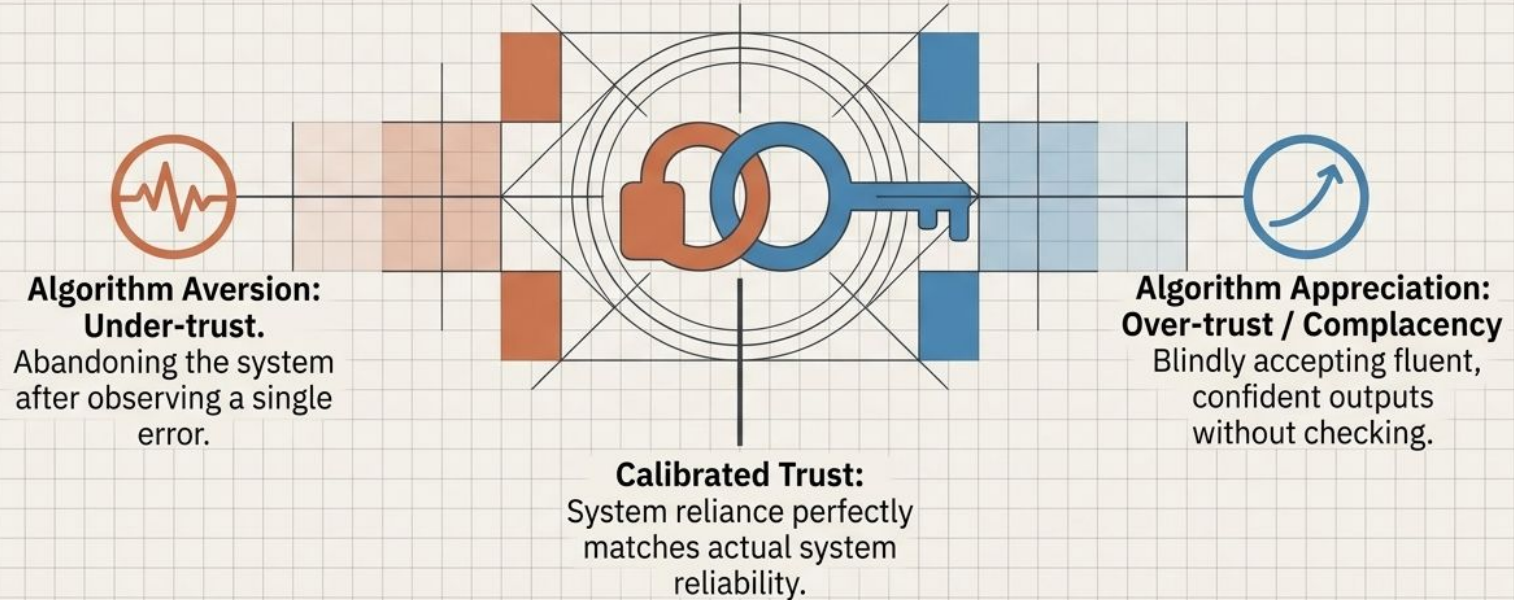 Algorithm Aversion:
Under-trust.
Abandoning the system
after observing a single
error.
Calibrated Trust:
System reliance perfectly
matches actual system
reliability.
Algorithm Appreciation:
Over-trust / Complacency
Blindly accepting fluent,
confident outputs
without checking.